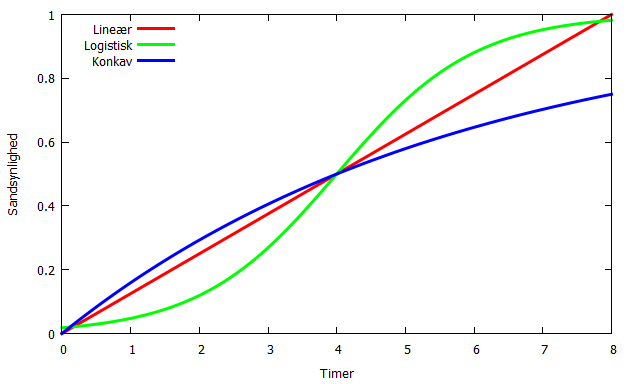 Lineær
Logistisk
Konkav
1
0.8
0.6
0.4
0.2
0
Sandsynlighed
0 1 2 3 4 5 6 7 8
Timer